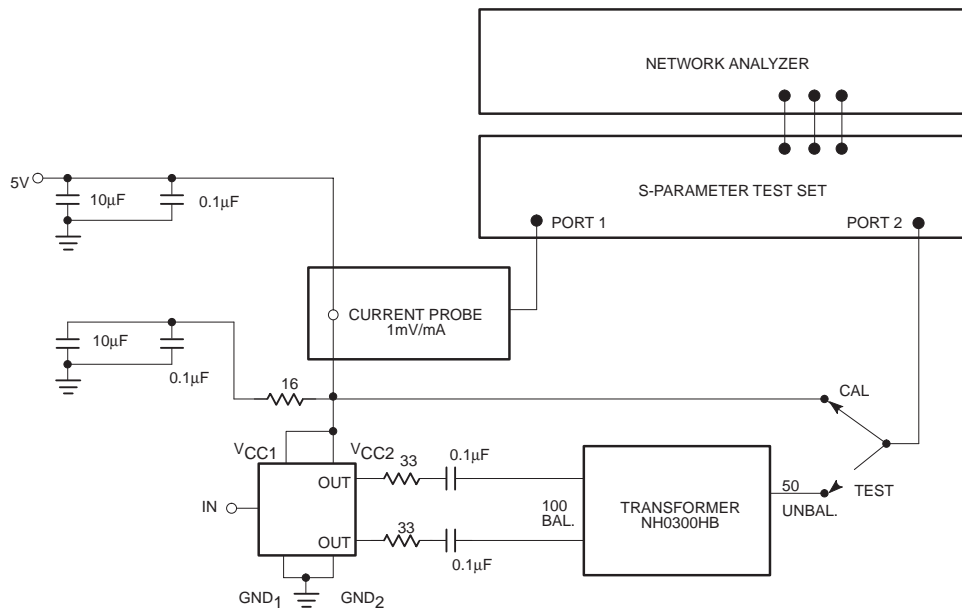 NETWORK ANALYZER
S-PARAMETER TEST SET
PORT 1
PORT 2
5V
10μF
0.1μF
CURRENT PROBE
1mV/mA
10μF
0.1μF
16
CAL
VCC1
VCC2
33
0.1μF
OUT
IN
OUT
33
0.1μF
100
BAL.
TRANSFORMER
NH0300HB
50
UNBAL.
TEST
GND1
GND2